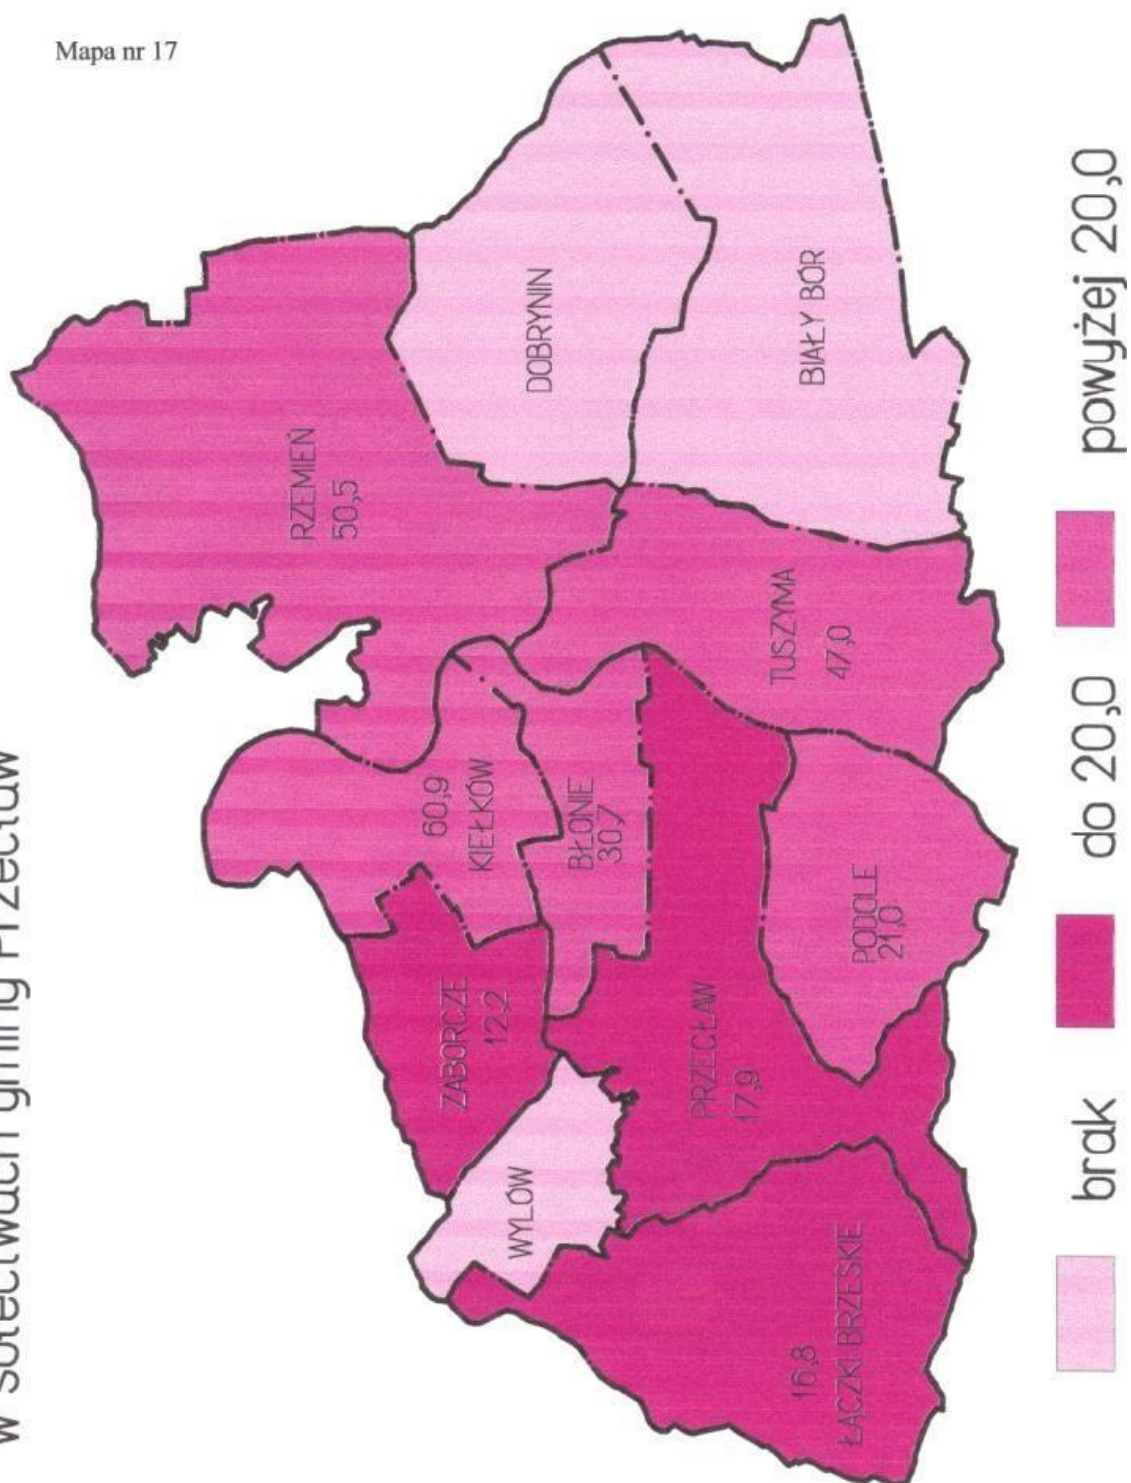 Mapa nr 17
w sołectwach gminy Przecław
RZEMIEŃ
50,5
DOBRYNIN
BIAŁY BÓR
TUSZYMA
47,0
60,9
KIEŁKÓW
BŁONIE
30,7
ZABORCZE
12,2
PODOLE
21,0
PRZECŁAW
17,9
WYLÓW
16,8
ŁĄCZKI BRZESKIE
brak
do 20,0
powyżej 20,0